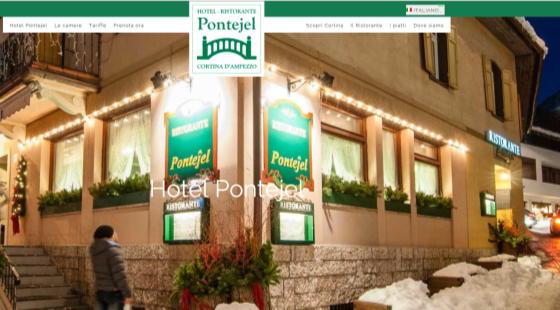 ITALIANO
HOTEL - RISTORANTE
Pontejel
CORTINA D'AMPEZZO
Hotel Pontejel Le camere Tariffe Prenota ora
Scopri Cortina Il Ristorante I piatti Dove siamo
RISTORANTE
Pontejel
RISTORANTE
RISTORANTE
Pontejel
RISTORANTE
RISTORANTE
Hotel Pontejel